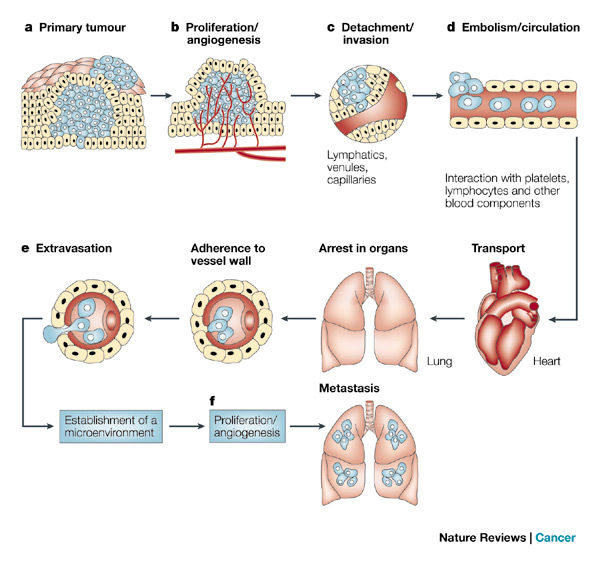 a Primary tumour
b Proliferation/
angiogenesis
c Detachment/
invasion
d Embolism/circulation
Lymphatics,
venules,
capillaries
Interaction with platelets,
lymphocytes and other
blood components
e Extravasation
Adherence to
vessel wall
Arrest in organs
Transport
Lung
Heart
Establishment of a
microenvironment
f
Proliferation/
angiogenesis
Metastasis
Nature Reviews | Cancer